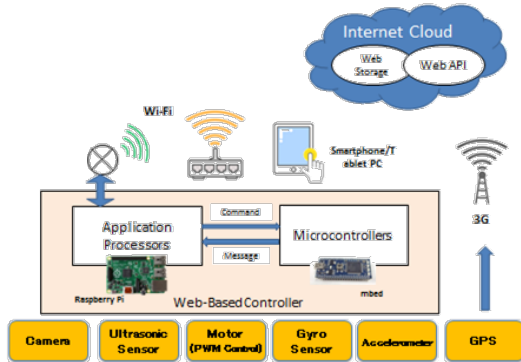 Internet Cloud
Web
Storage
Web API
Wi-Fi
Smartphone/T
ablet PC
3G
Application
Processors
Command
Message
Microcontrollers
Raspberry Pi
mbed
Web-Based Controller
Camera
Ultrasonic
Sensor
Motor
(PWM Control)
Gyro
Sensor
Accelerometer
GPS